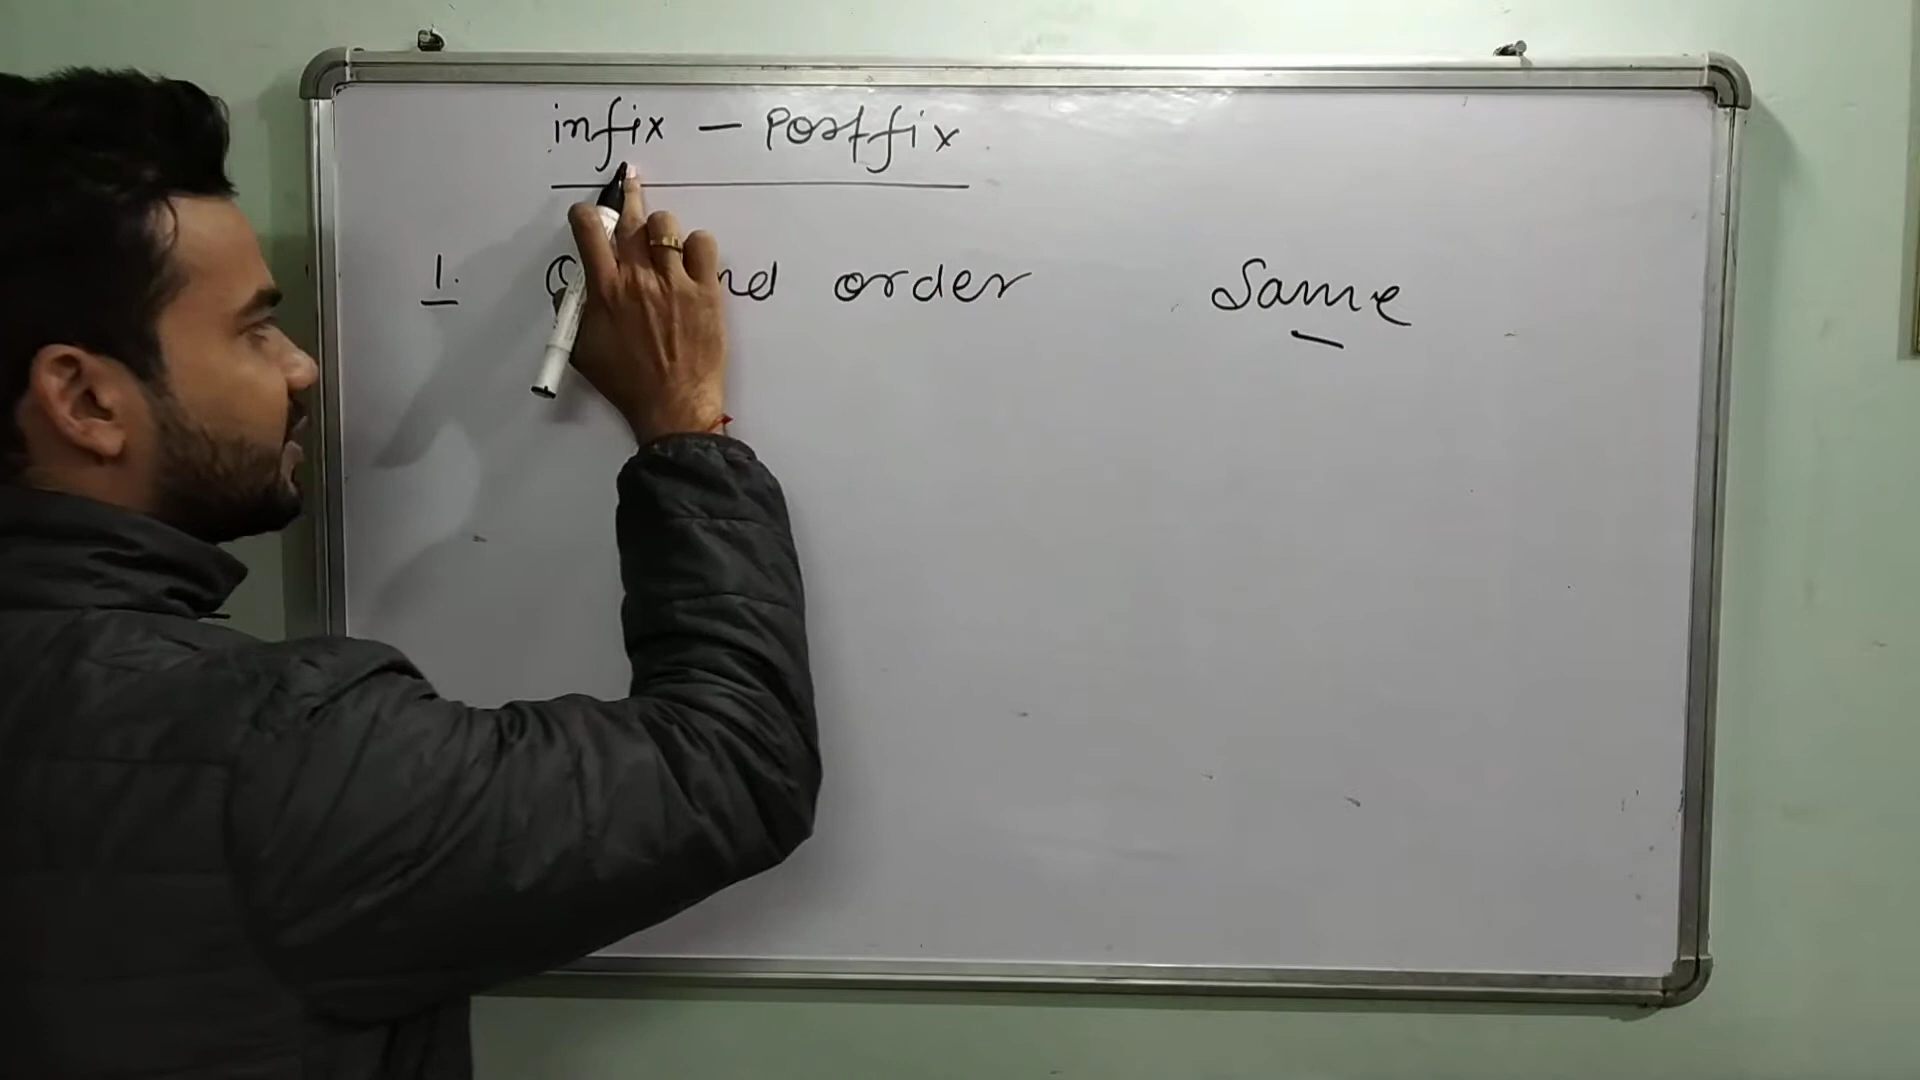 infix - Postfix
1. order Same